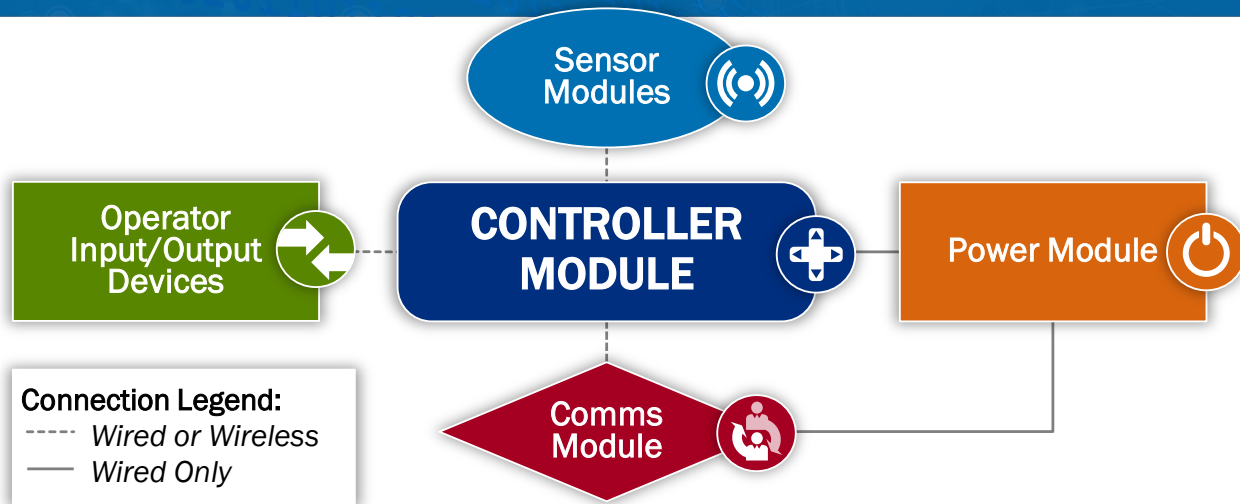 Sensor
Modules
Operator
Input/Output
Devices
CONTROLLER
MODULE
Power Module
Connection Legend:
Wired or Wireless
Wired Only
Comms
Module